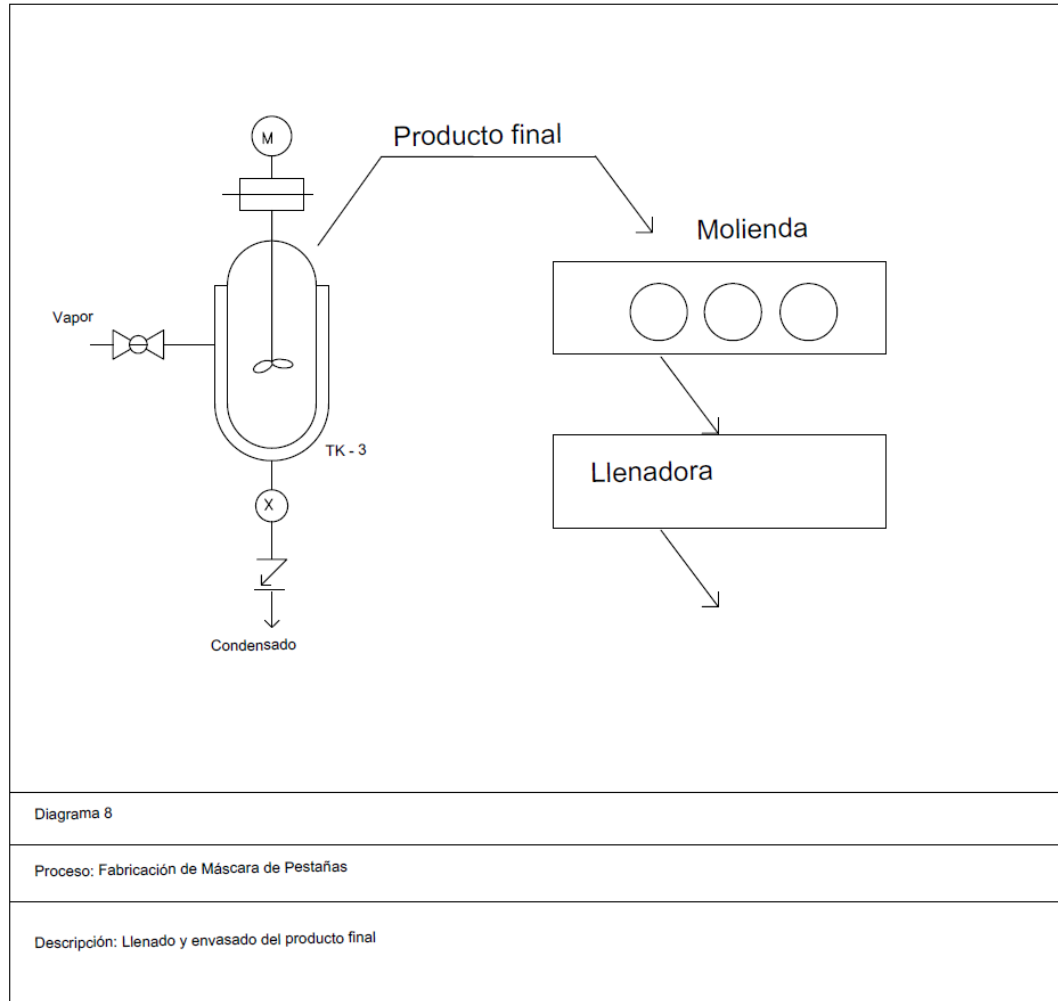 M
Producto final
Molienda
Vapor
TK - 3
Llenadora
X
Condensado
Diagrama 8
Proceso: Fabricación de Máscara de Pestañas
Descripción: Llenado y envasado del producto final